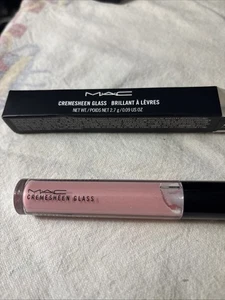 MAC
CREMESHEEN GLASS BRILLANT À LÈVRES
NET WT./POIDS NET 2.7 g / 0.09 US OZ
MAC
CREMESHEEN GLASS